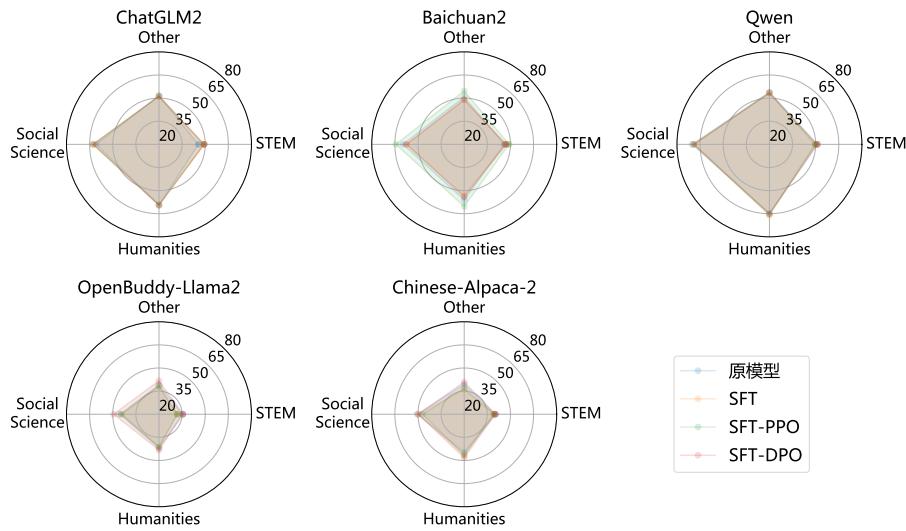 ChatGLM2
Other
80
65
50
35
20
Social
Science
STEM
Humanities
Baichuan2
Other
80
65
50
35
20
Social
Science
STEM
Humanities
Qwen
Other
80
65
50
35
20
Social
Science
STEM
Humanities
OpenBuddy-Llama2
Other
80
65
50
35
20
Social
Science
STEM
Humanities
Chinese-Alpaca-2
Other
80
65
50
35
20
Social
Science
STEM
Humanities
原模型
SFT
SFT-PPO
SFT-DPO